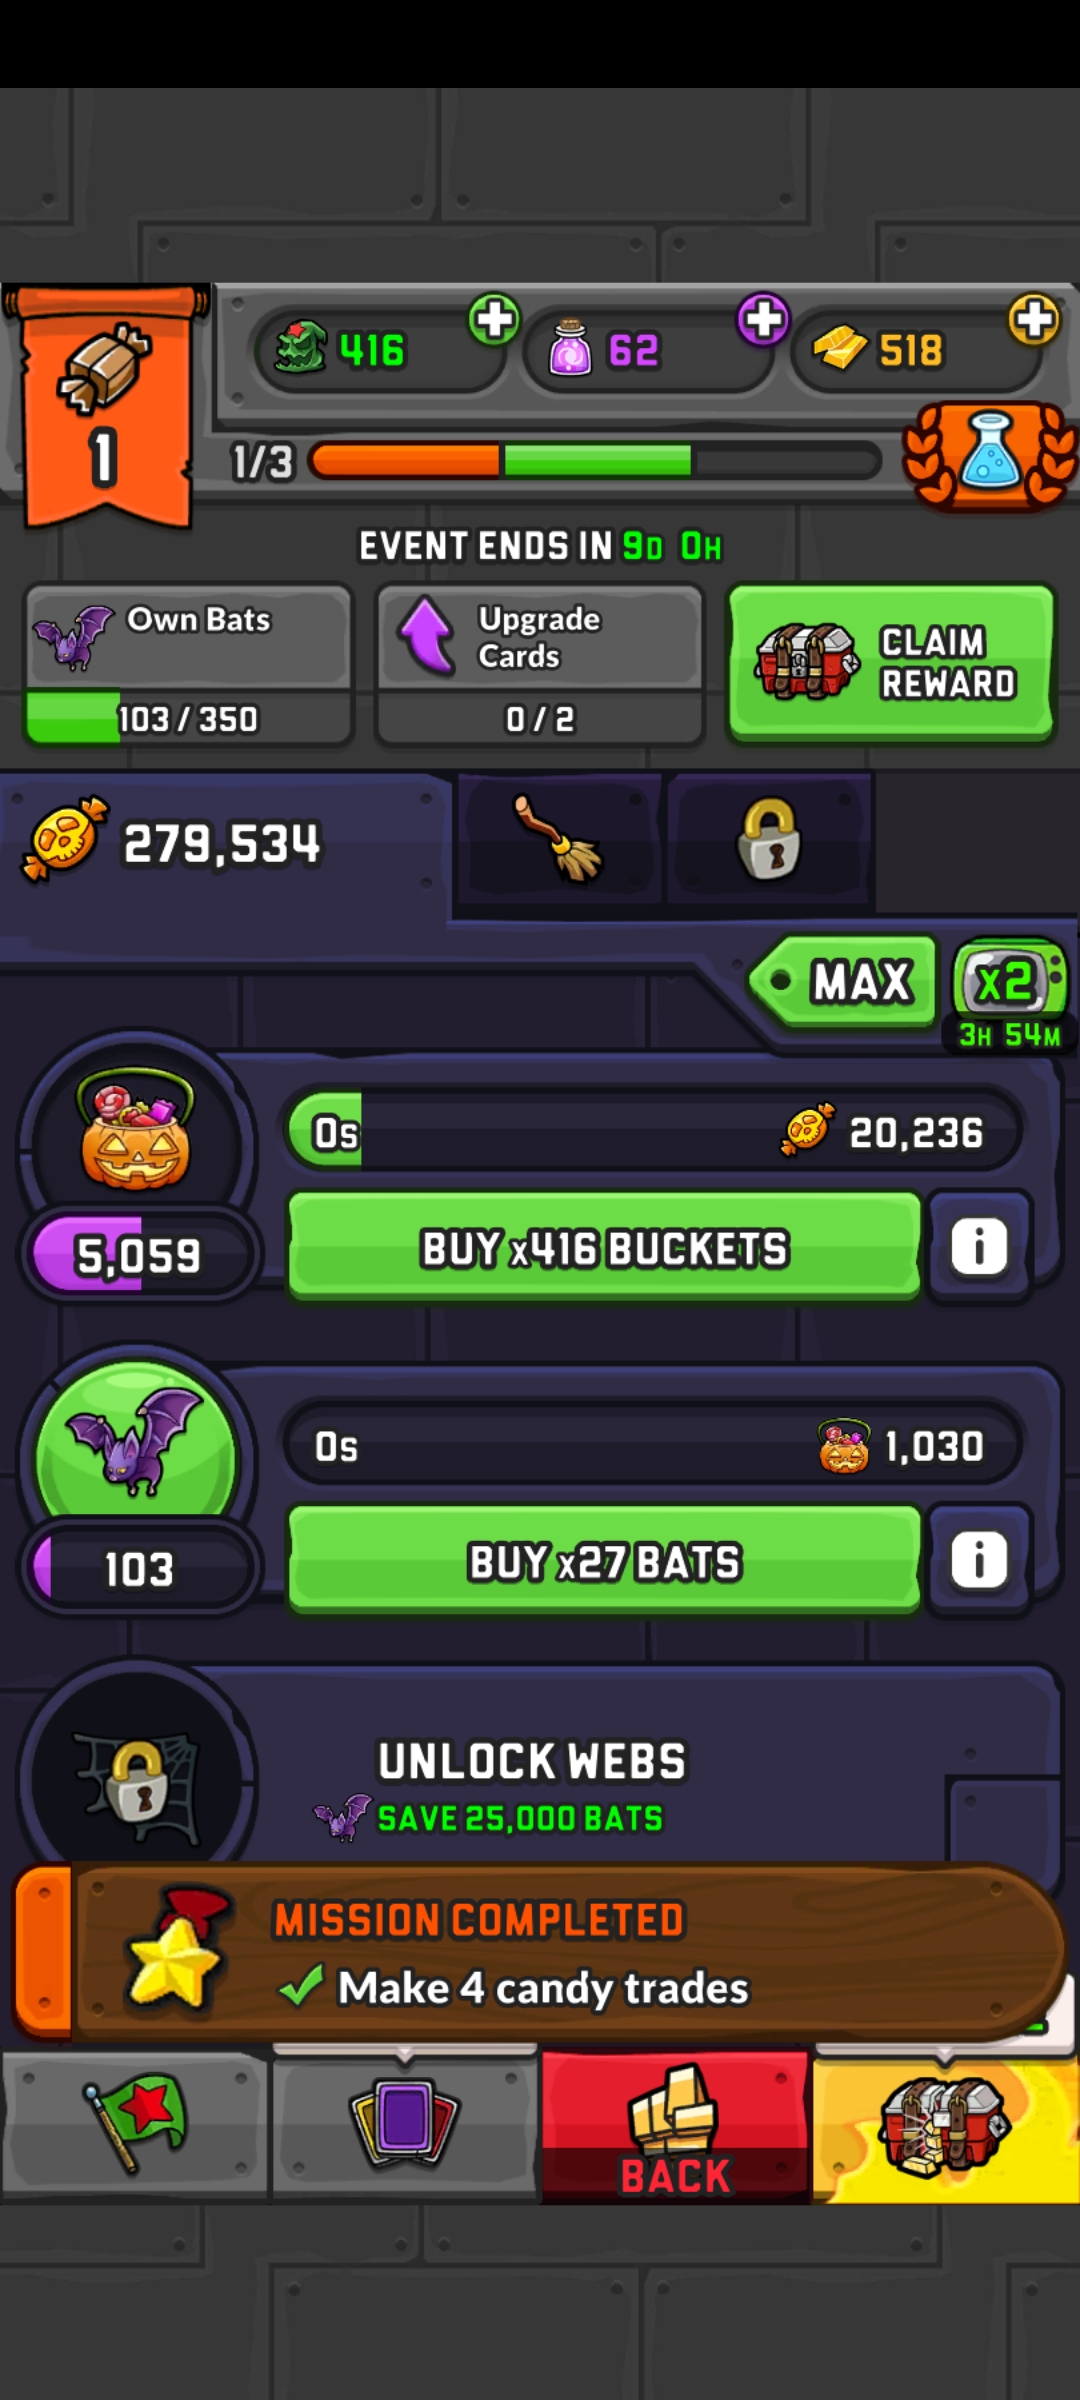 416
62
518
1
1/3
EVENT ENDS IN 9D 0H
Own Bats
103 / 350
Upgrade
Cards
0 / 2
CLAIM
REWARD
279,534
MAX
x2
3H 54M
0s
20,236
5,059
BUY x416 BUCKETS
i
0s
1,030
103
BUY x27 BATS
i
UNLOCK WEBS
SAVE 25,000 BATS
MISSION COMPLETED
Make 4 candy trades
BACK